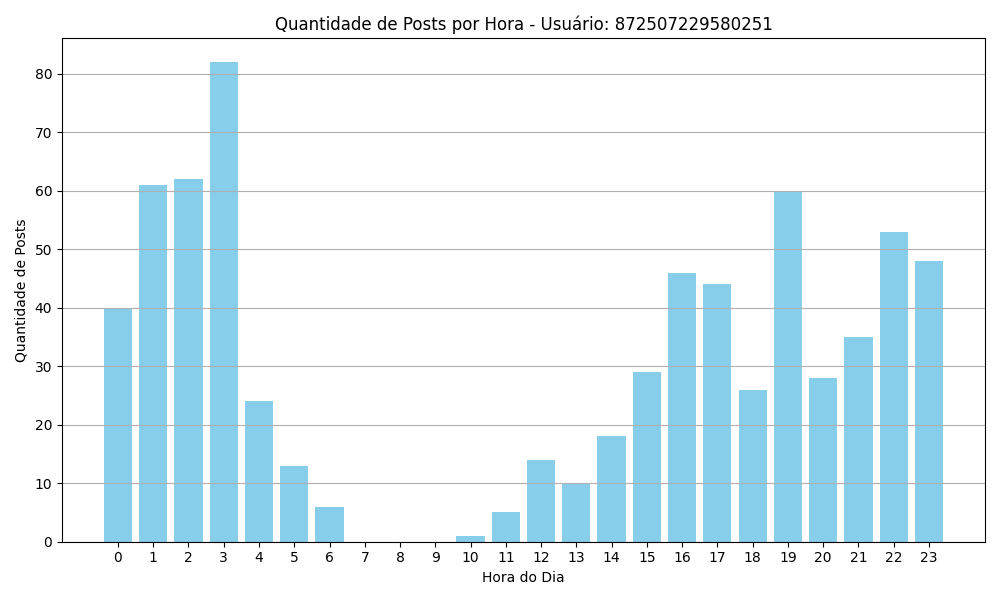 Quantidade de Posts por Hora - Usuário: 872507229580251
Quantidade de Posts
80
70
60
50
40
30
20
10
0
0 1 2 3 4 5 6 7 8 9 10 11 12 13 14 15 16 17 18 19 20 21 22 23
Hora do Dia